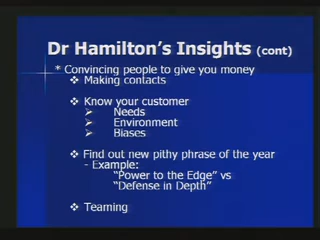 Dr Hamilton's Insights (cont)
* Convincing people to give you money
❖ Making contacts
❖ Know your customer
➢ Needs
➢ Environment
➢ Biases
❖ Find out new pithy phrase of the year
- Example:
"Power to the Edge" vs
"Defense in Depth"
❖ Teaming